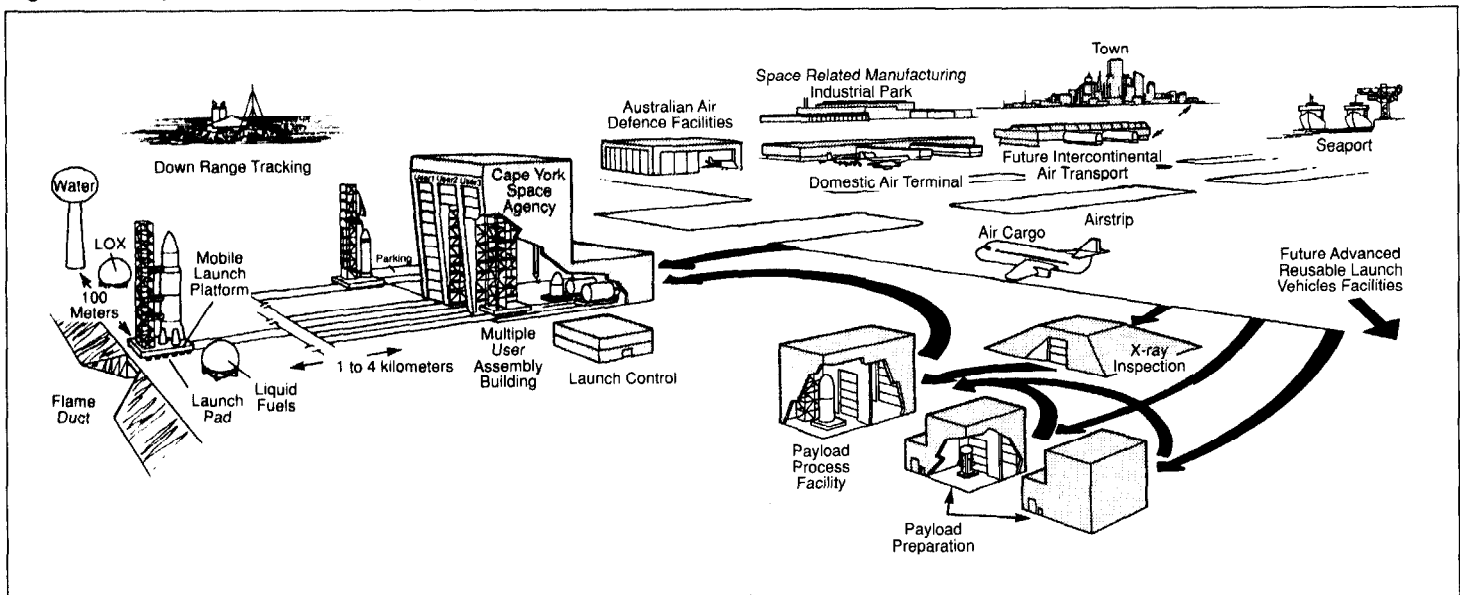 Town
Space Related Manufacturing
Industrial Park
Australian Air
Defence Facilities
Seaport
Down Range Tracking
Future Intercontinental
Air Transport
Domestic Air Terminal
User1 User2 User3
Cape York
Space
Agency
Water
Airstrip
Air Cargo
LOX
Mobile
Launch
Platform
Parking
Future Advanced
Reusable Launch
Vehicles Facilities
100
Meters
1 to 4 kilometers
Multiple
User
Assembly
Building
Launch Control
X-ray
Inspection
Flame
Duct
Launch
Pad
Liquid
Fuels
Payload
Process
Facility
Payload
Preparation